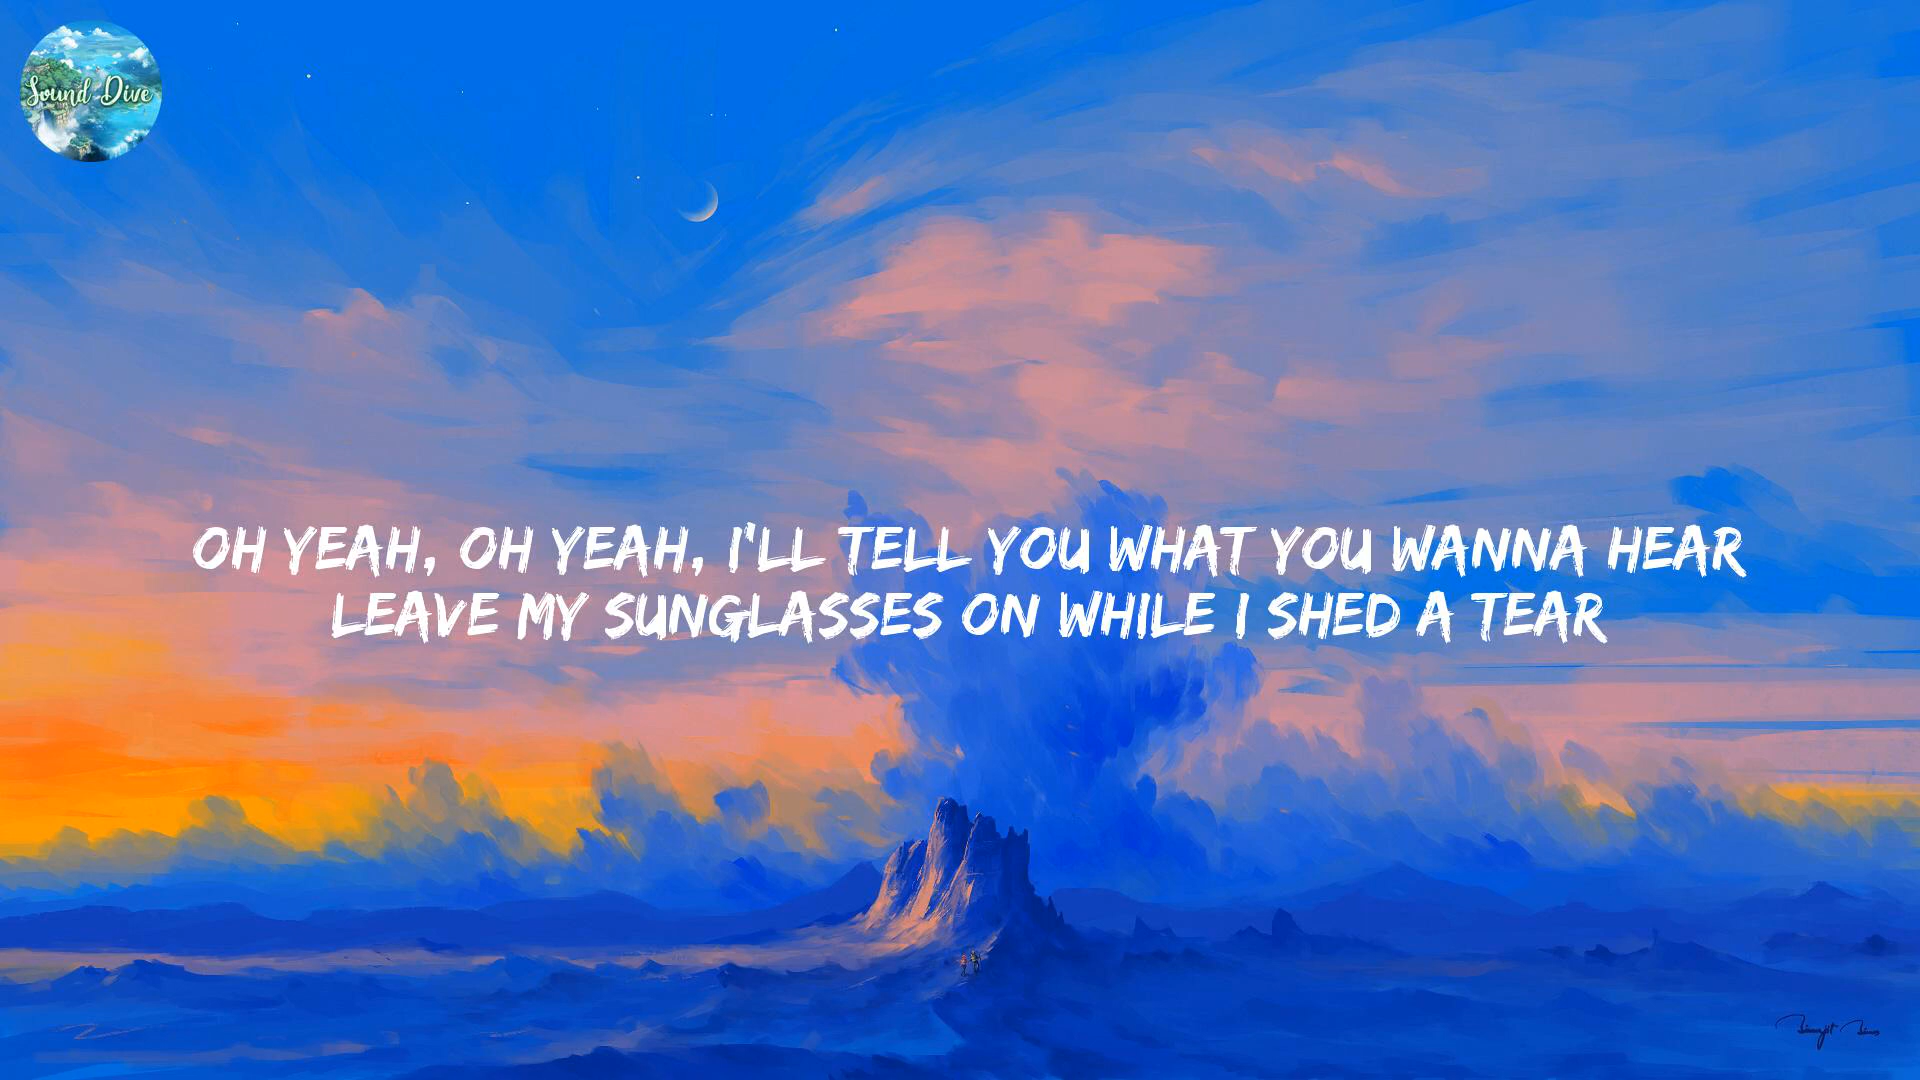 Sound Dive
OH YEAH, OH YEAH, I'LL TELL YOU WHAT YOU WANNA HEAR
LEAVE MY SUNGLASSES ON WHILE I SHED A TEAR